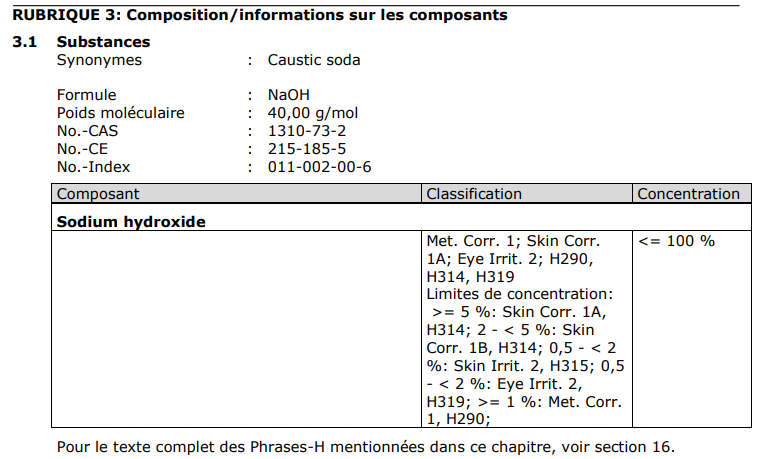 RUBRIQUE 3: Composition/informations sur les composants
3.1 Substances
Synonymes : Caustic soda
Formule : NaOH
Poids moléculaire : 40,00 g/mol
No.-CAS : 1310-73-2
No.-CE : 215-185-5
No.-Index : 011-002-00-6
Composant Classification Concentration
Sodium hydroxide
Met. Corr. 1; Skin Corr. <= 100 %
1A; Eye Irrit. 2; H290,
H314, H319
Limites de concentration:
>= 5 %: Skin Corr. 1A,
H314; 2 - < 5 %: Skin
Corr. 1B, H314; 0,5 - < 2
%: Skin Irrit. 2, H315; 0,5
- < 2 %: Eye Irrit. 2,
H319; >= 1 %: Met. Corr.
1, H290;
Pour le texte complet des Phrases-H mentionnées dans ce chapitre, voir section 16.